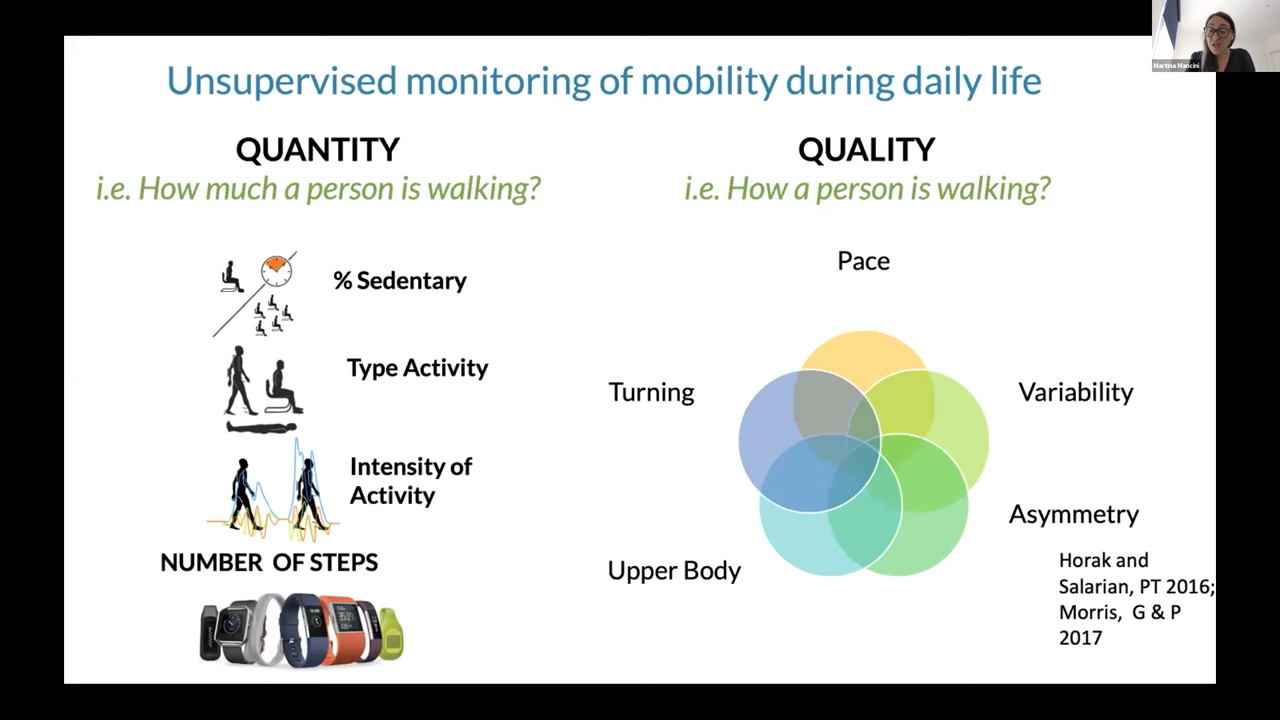 Martina Mancini
Unsupervised monitoring of mobility during daily life
QUANTITY
i.e. How much a person is walking?
% Sedentary
Type Activity
Intensity of
Activity
NUMBER OF STEPS
QUALITY
i.e. How a person is walking?
Pace
Turning
Variability
Asymmetry
Upper Body
Horak and
Salarian, PT 2016;
Morris, G & P
2017